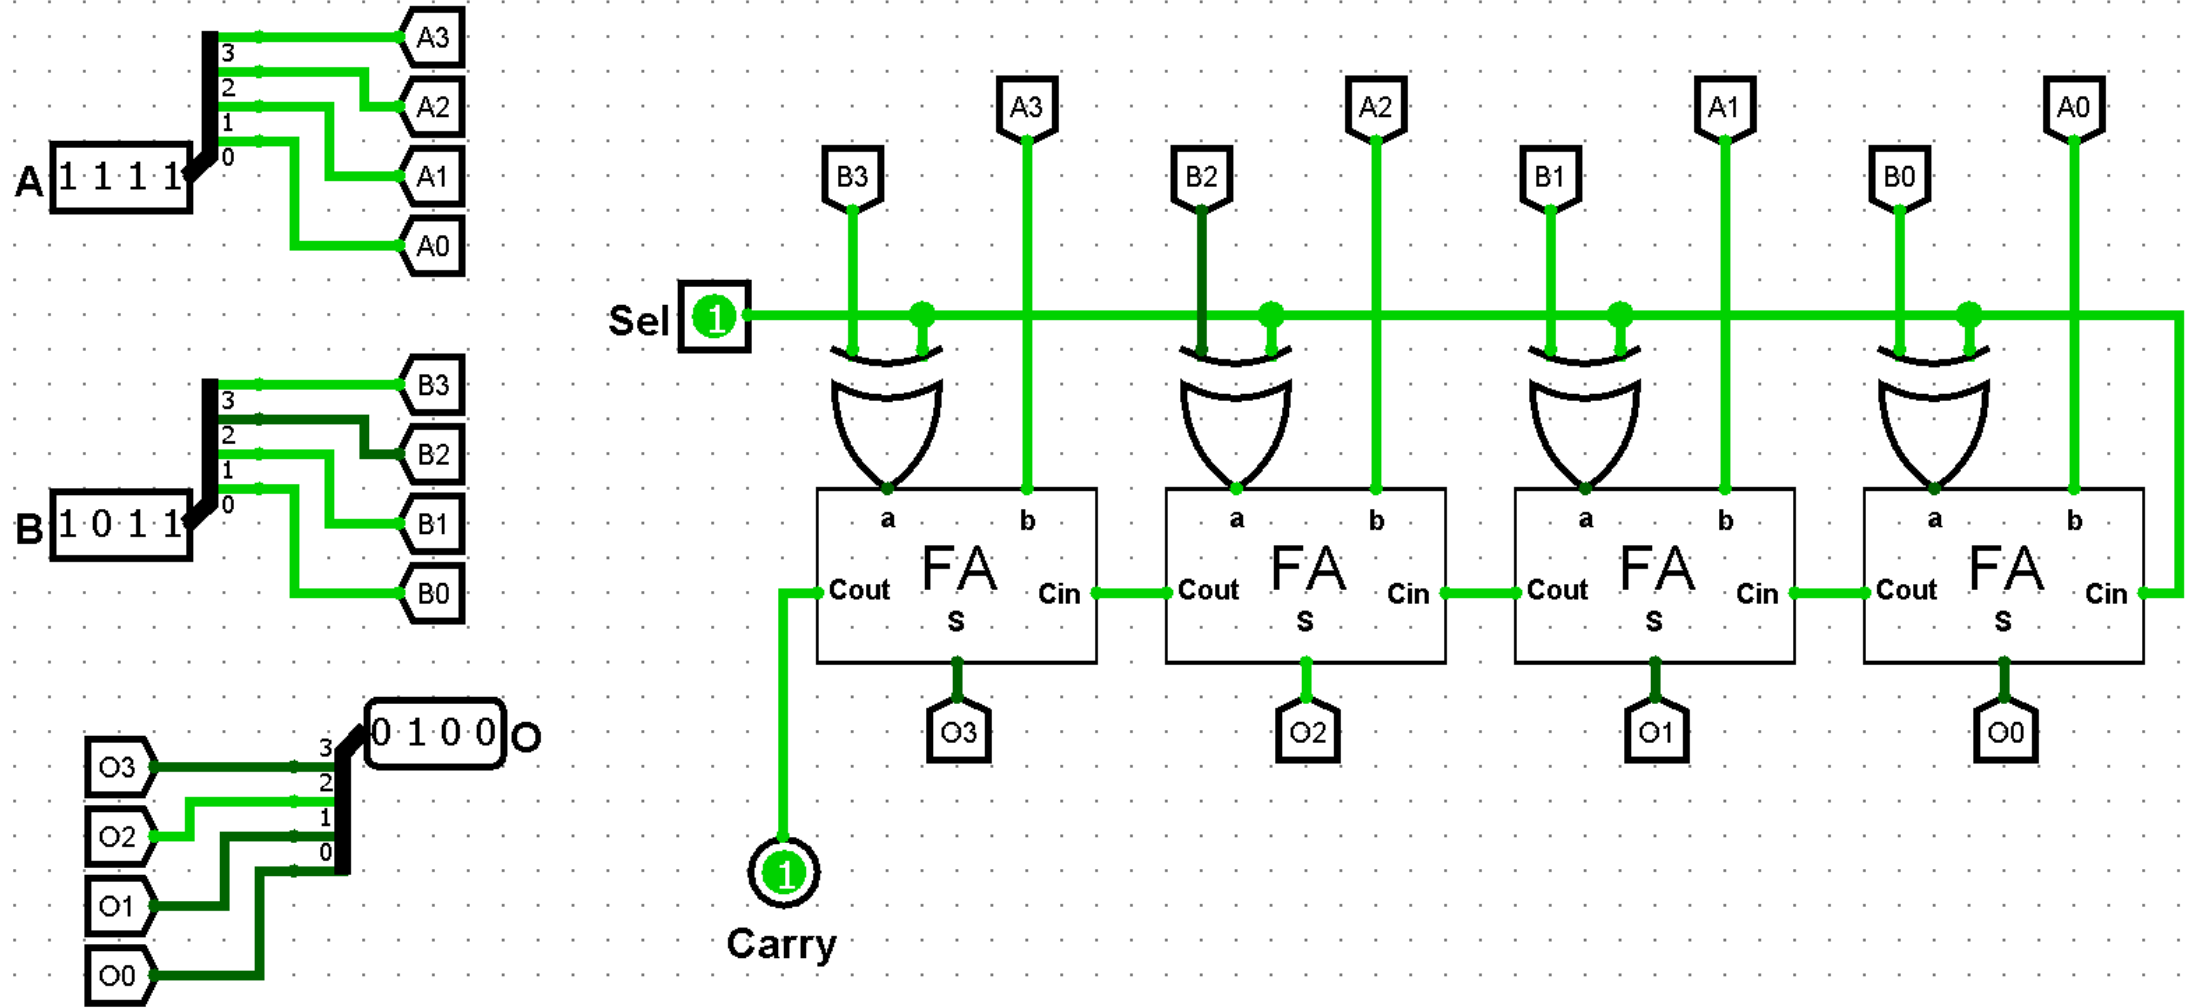 A3
3
A2
2
1
A 1 1 1 1
0
A1
A0
B3
3
B2
2
1
B 1 0 1 1
0
B1
B0
0 1 0 0 O
3
O3
2
O2
1
0
O1
O0
A3 A2 A1 A0
B3 B2 B1 B0
Sel 1
a b a b a b a b
FA FA FA FA
Cout Cin Cout Cin Cout Cin Cout Cin
S S S S
O3 O2 O1 O0
1
Carry